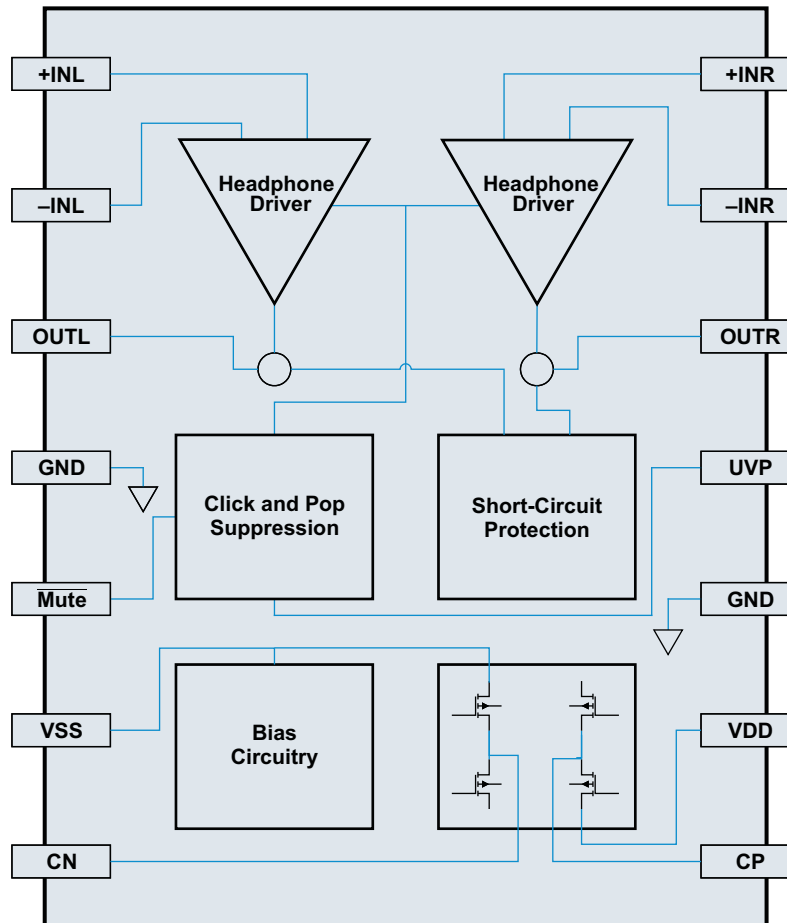 +INL
+INR
Headphone
Driver
Headphone
Driver
–INL
–INR
OUTL
OUTR
GND
UVP
Click and Pop
Suppression
Short-Circuit
Protection
Mute
GND
VSS
Bias
Circuitry
VDD
CN
CP